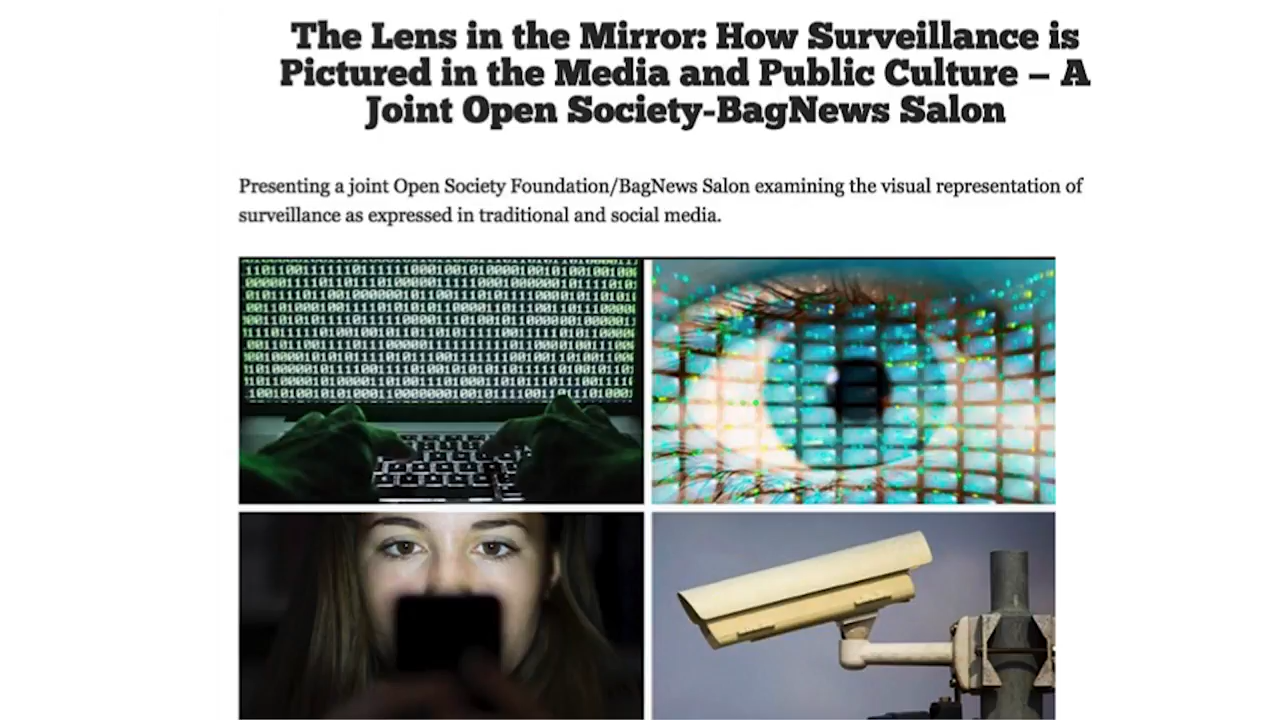 The Lens in the Mirror: How Surveillance is
Pictured in the Media and Public Culture – A
Joint Open Society-BagNews Salon
Presenting a joint Open Society Foundation/BagNews Salon examining the visual representation of
surveillance as expressed in traditional and social media.